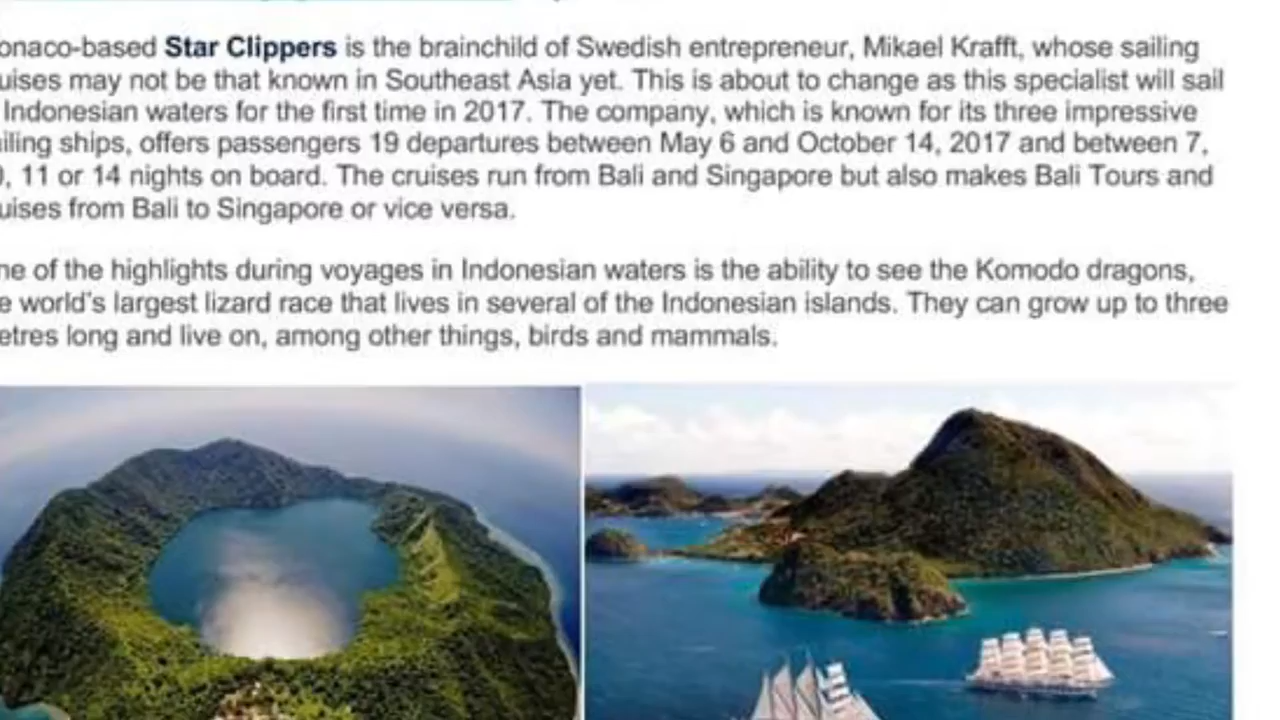 onaco-based Star Clippers is the brainchild of Swedish entrepreneur, Mikael Krafft, whose sailing
uises may not be that known in Southeast Asia yet. This is about to change as this specialist will sail
Indonesian waters for the first time in 2017. The company, which is known for its three impressive
iling ships, offers passengers 19 departures between May 6 and October 14, 2017 and between 7,
, 11 or 14 nights on board. The cruises run from Bali and Singapore but also makes Bali Tours and
uises from Bali to Singapore or vice versa.
ne of the highlights during voyages in Indonesian waters is the ability to see the Komodo dragons,
e world's largest lizard race that lives in several of the Indonesian islands. They can grow up to three
etres long and live on, among other things, birds and mammals.